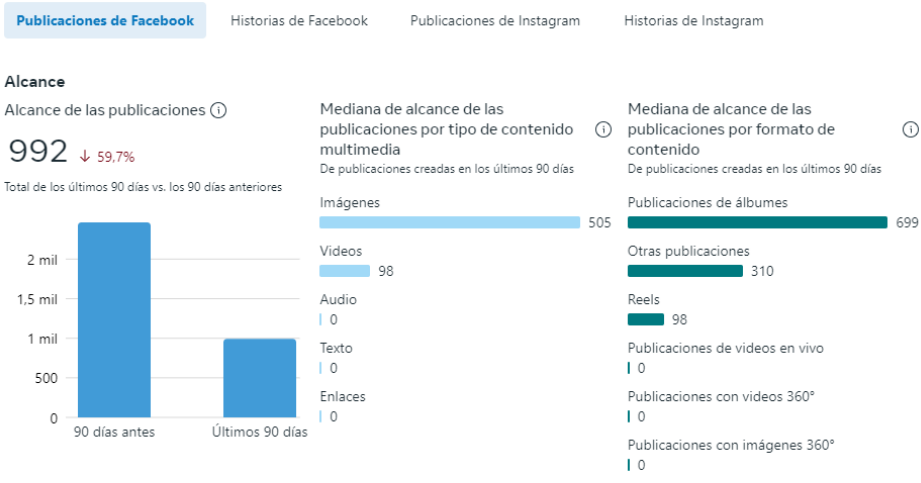 Publicaciones de Facebook
Historias de Facebook
Publicaciones de Instagram
Historias de Instagram
Alcance
Alcance de las publicaciones
992 ↓ 59,7%
Total de los últimos 90 días vs. los 90 días anteriores
2 mil
1,5 mil
1 mil
500
0
90 días antes
Últimos 90 días
Mediana de alcance de las
publicaciones por tipo de contenido
multimedia
De publicaciones creadas en los últimos 90 días
Imágenes
505
Videos
98
Audio
0
Texto
0
Enlaces
0
Mediana de alcance de las
publicaciones por formato de
contenido
De publicaciones creadas en los últimos 90 días
Publicaciones de álbumes
699
Otras publicaciones
310
Reels
98
Publicaciones de videos en vivo
0
Publicaciones con videos 360°
0
Publicaciones con imágenes 360°
0